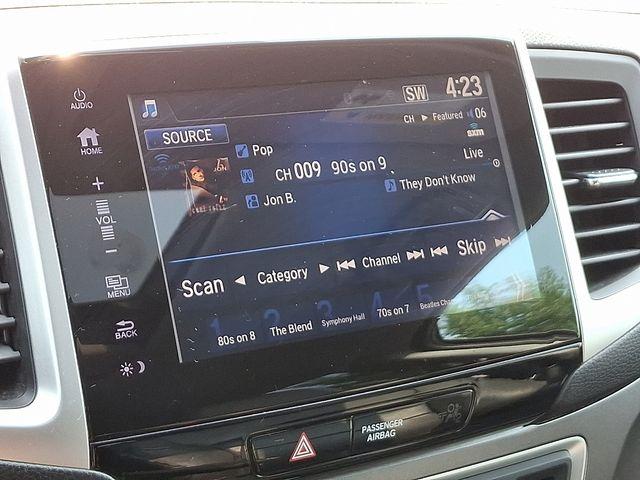 AUDIO
HOME
+
VOL
−
MENU
BACK
SW 4:23
CH ▶ Featured 06
SOURCE
sxm
Pop
Live
CH 009 90s on 9
Jon B.
They Don't Know
Scan ◀ Category ▶ Channel Skip
1 2 3 4 5
80s on 8 The Blend Symphony Hall 70s on 7 Beatles
PASSENGER
AIRBAG